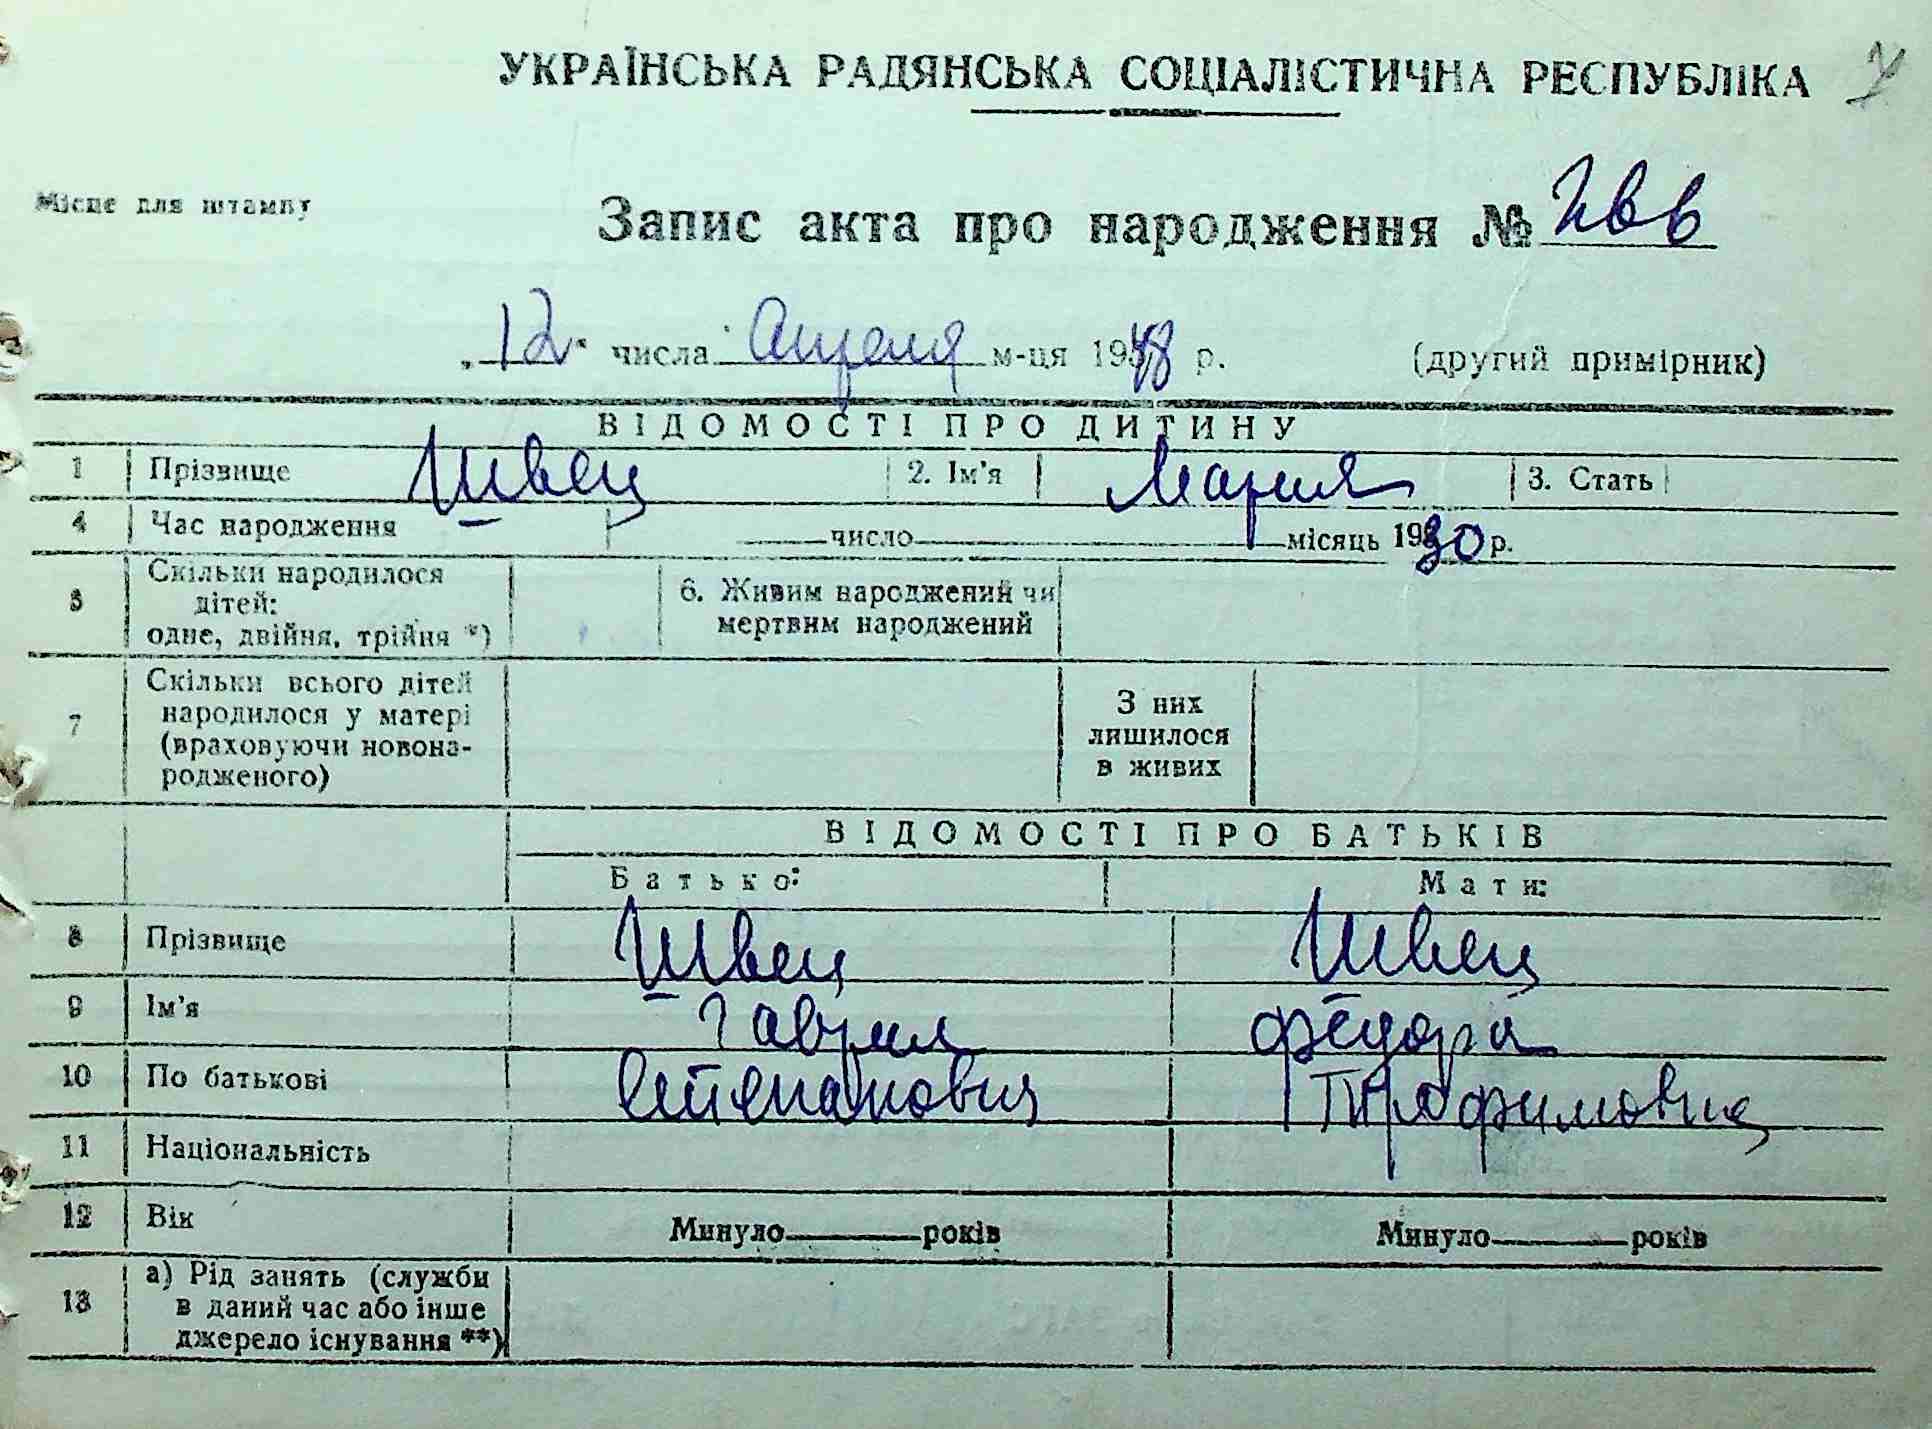 УКРАЇНСЬКА РАДЯНСЬКА СОЦІАЛІСТИЧНА РЕСПУБЛІКА
Місце для штампу
Запис акта про народження №
„ 12 " числа Апреля м-ця 1948 р. (другий примірник)
ВІДОМОСТІ ПРО ДИТИНУ
1 Прізвище Швец 2. Ім'я Мария 3. Стать
4 Час народження число місяць 1930 р.
5 Скільки народилося дітей: одне, двійня, трійня *) 6. Живим народжений чи мертвим народжений
7 Скільки всього дітей народилося у матері (враховуючи новонародженого) З них лишилося в живих
ВІДОМОСТІ ПРО БАТЬКІВ
Батько: Мати:
8 Прізвище Швец Швец
9 Ім'я Гаврил Федора
10 По батькові Степанович Трофимовна
11 Національність
12 Вік Минуло років Минуло років
13 а) Рід занять (служби в даний час або інше джерело існування **)